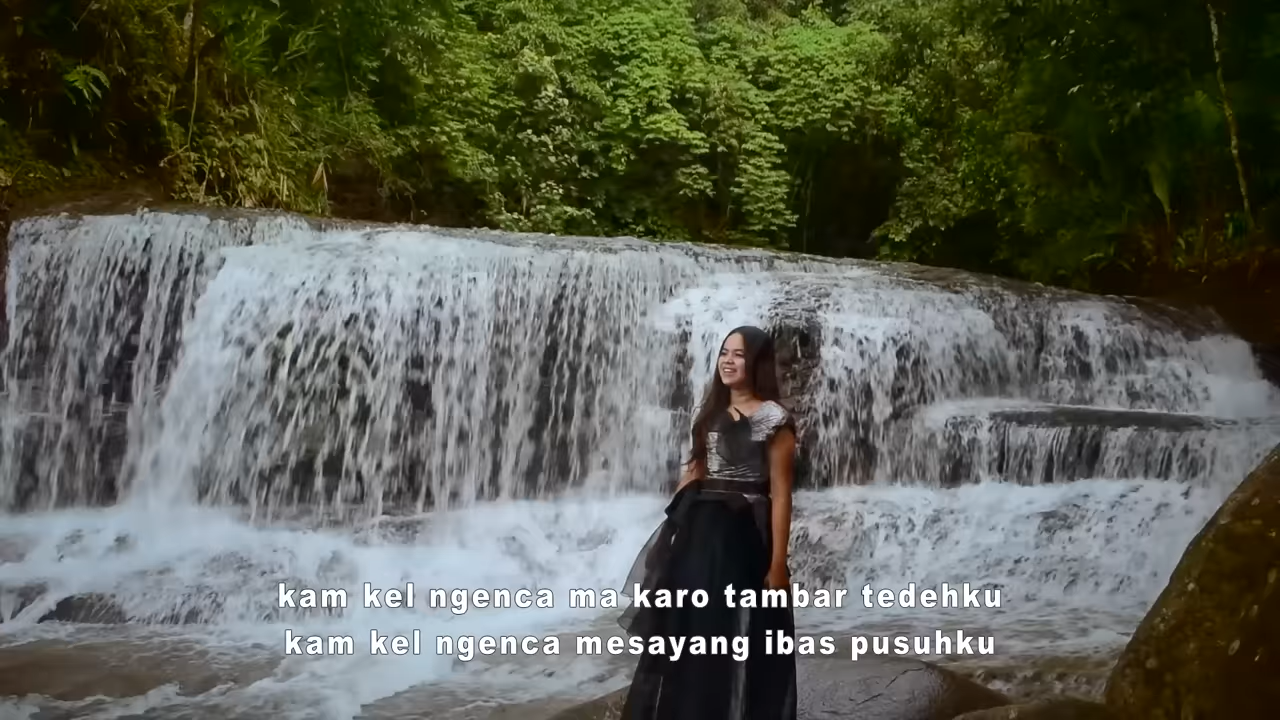 kam kel ngenca ma karo tambar tedehku
kam kel ngenca mesayang ibas pusuhku